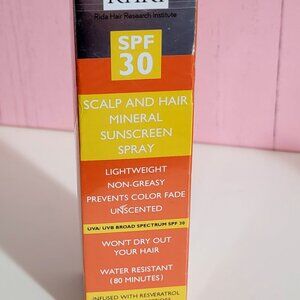 Rida Hair Research Institute
SPF
30
SCALP AND HAIR
MINERAL
SUNSCREEN
SPRAY
LIGHTWEIGHT
NON-GREASY
PREVENTS COLOR FADE
UNSCENTED
UVA/ UVB BROAD SPECTRUM SPF 30
WON'T DRY OUT
YOUR HAIR
WATER RESISTANT
(80 MINUTES)
INFUSED WITH RESVERATROL